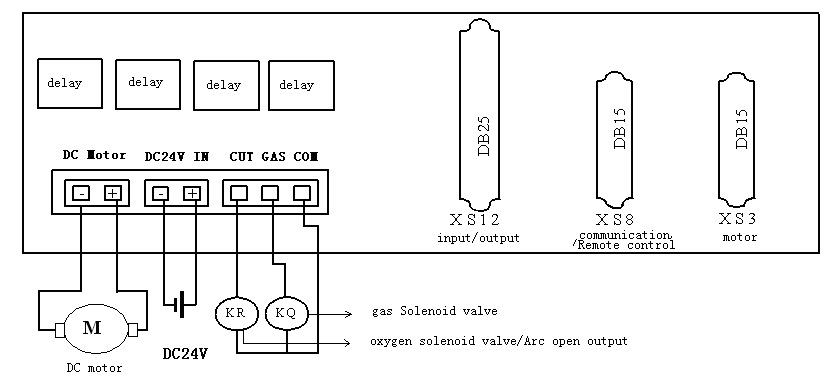 delay delay delay delay
DC Motor DC24V IN CUT GAS COM
- + - +
DB25 DB15 DB15
XS12 XS8 XS3
input/output communication /Remote control motor
M KR KQ
gas Solenoid valve
oxygen solenoid valve/Arc open output
DC24V
DC motor